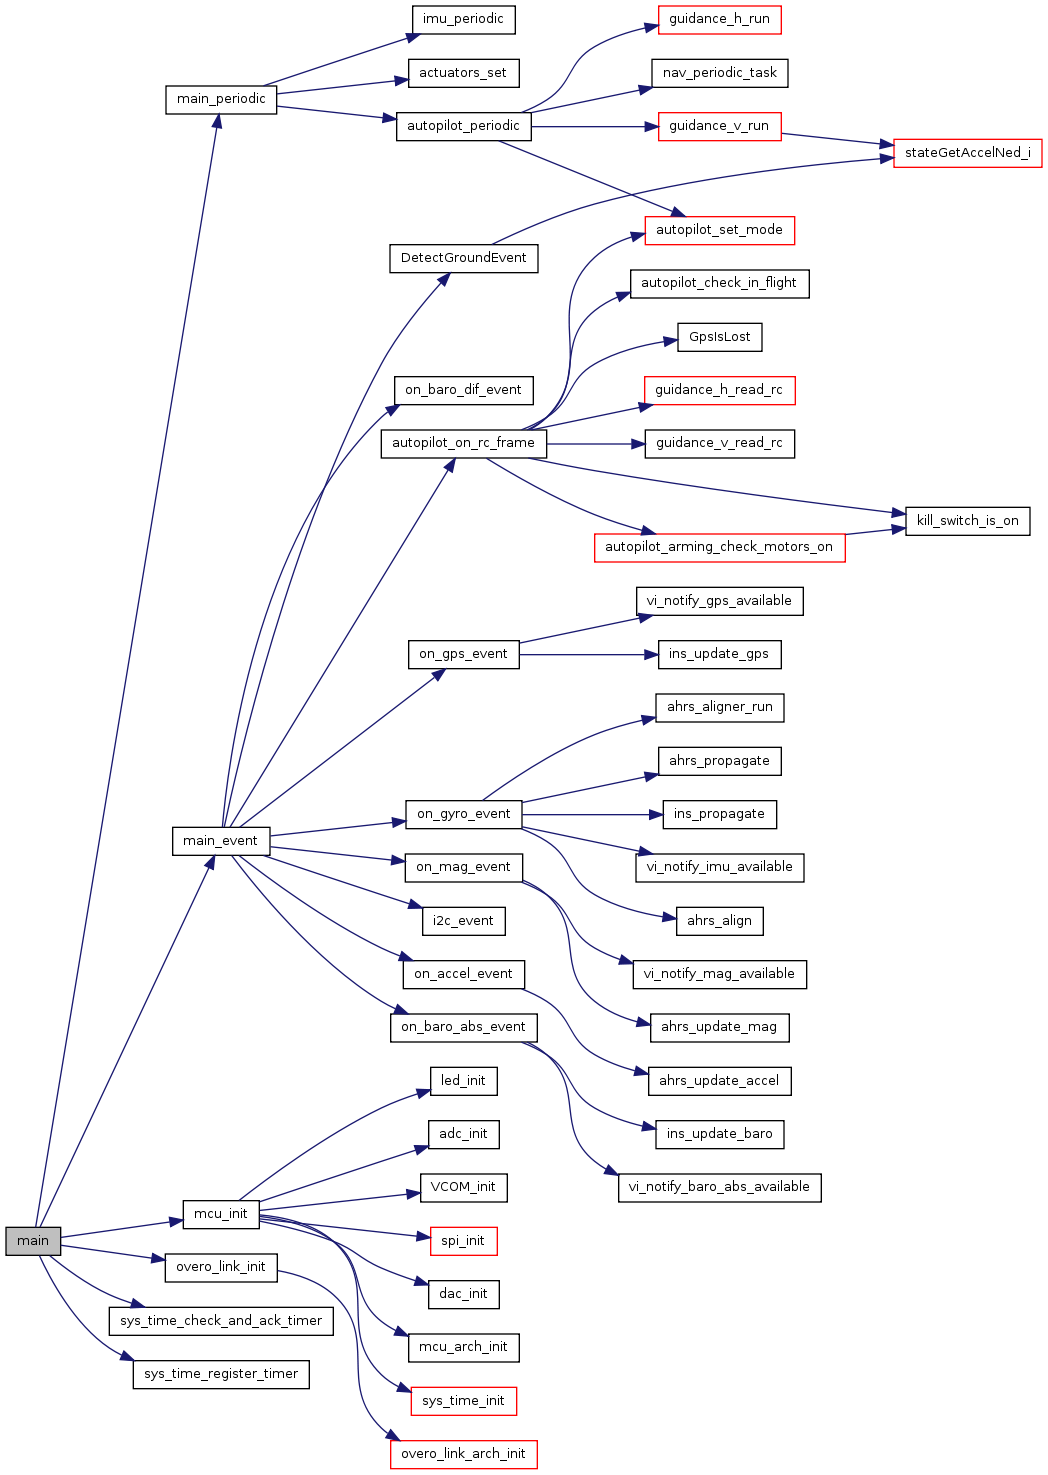 imu_periodic
guidance_h_run
actuators_set
nav_periodic_task
main_periodic
autopilot_periodic
guidance_v_run
stateGetAccelNed_i
autopilot_set_mode
DetectGroundEvent
autopilot_check_in_flight
GpsIsLost
on_baro_dif_event
guidance_h_read_rc
autopilot_on_rc_frame
guidance_v_read_rc
kill_switch_is_on
autopilot_arming_check_motors_on
vi_notify_gps_available
on_gps_event
ins_update_gps
ahrs_aligner_run
ahrs_propagate
on_gyro_event
ins_propagate
main_event
on_mag_event
vi_notify_imu_available
i2c_event
ahrs_align
on_accel_event
vi_notify_mag_available
on_baro_abs_event
ahrs_update_mag
led_init
ahrs_update_accel
adc_init
ins_update_baro
VCOM_init
vi_notify_baro_abs_available
mcu_init
main
spi_init
overo_link_init
dac_init
sys_time_check_and_ack_timer
mcu_arch_init
sys_time_register_timer
sys_time_init
overo_link_arch_init